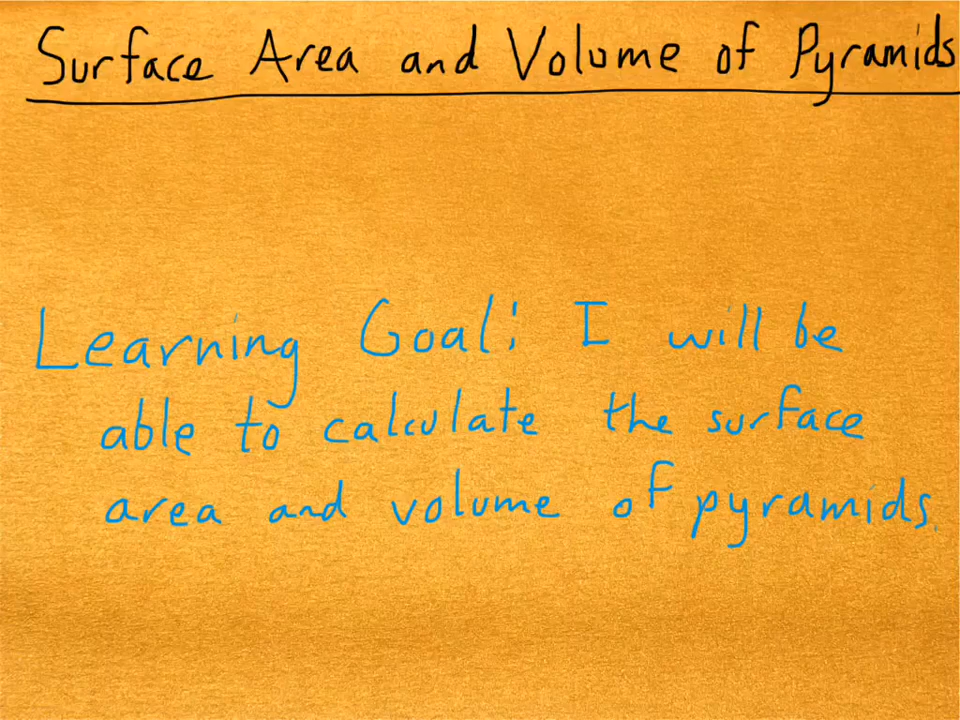 Surface Area and Volume of Pyramids
Learning Goal: I will be
able to calculate the surface
area and volume of pyramids.